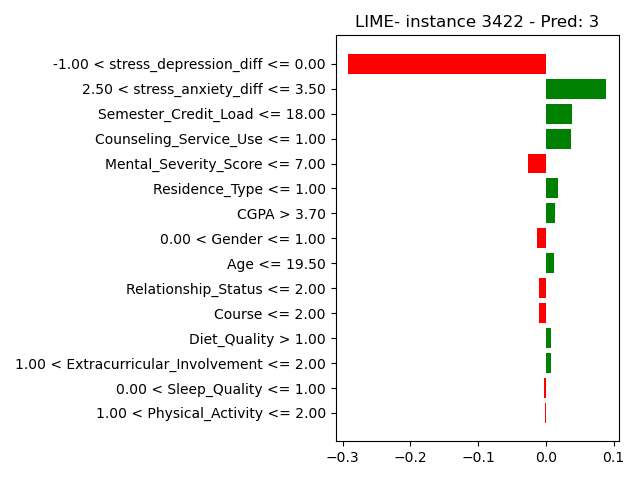 LIME- instance 3422 - Pred: 3
-1.00 < stress_depression_diff <= 0.00
2.50 < stress_anxiety_diff <= 3.50
Semester_Credit_Load <= 18.00
Counseling_Service_Use <= 1.00
Mental_Severity_Score <= 7.00
Residence_Type <= 1.00
CGPA > 3.70
0.00 < Gender <= 1.00
Age <= 19.50
Relationship_Status <= 2.00
Course <= 2.00
Diet_Quality > 1.00
1.00 < Extracurricular_Involvement <= 2.00
0.00 < Sleep_Quality <= 1.00
1.00 < Physical_Activity <= 2.00
−0.3 −0.2 −0.1 0.0 0.1